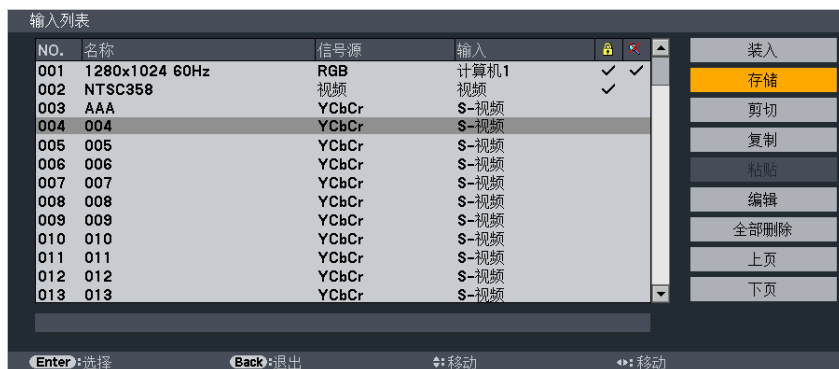 输入列表
NO. 名称 信号源 输入
001 1280x1024 60Hz RGB 计算机1
002 NTSC358 视频 视频
003 AAA YCbCr S-视频
004 004 YCbCr S-视频
005 005 YCbCr S-视频
006 006 YCbCr S-视频
007 007 YCbCr S-视频
008 008 YCbCr S-视频
009 009 YCbCr S-视频
010 010 YCbCr S-视频
011 011 YCbCr S-视频
012 012 YCbCr S-视频
013 013 YCbCr S-视频
装入
存储
剪切
复制
粘贴
编辑
全部删除
上页
下页
Enter:选择 Back:退出 :移动 :移动